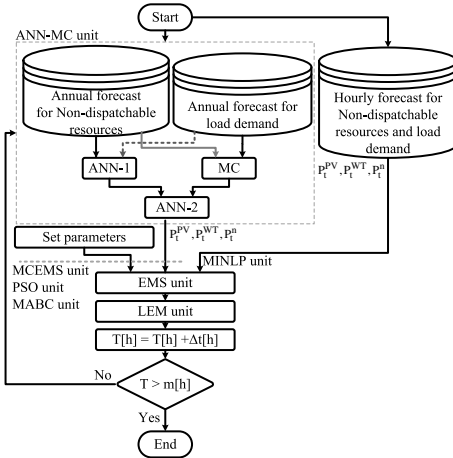 Start
ANN-MC unit
Annual forecast
for Non-dispatchable
resources
Annual forecast for
load demand
Hourly forecast for
Non-dispatchable
resources and load
demand
ANN-1
MC
ANN-2
P_t^PV, P_t^WT, P_t^n
P_t^PV, P_t^WT, P_t^n
Set parameters
MINLP unit
MCEMS unit
PSO unit
MABC unit
EMS unit
LEM unit
T[h] = T[h] +Δt[h]
No
T > m[h]
Yes
End